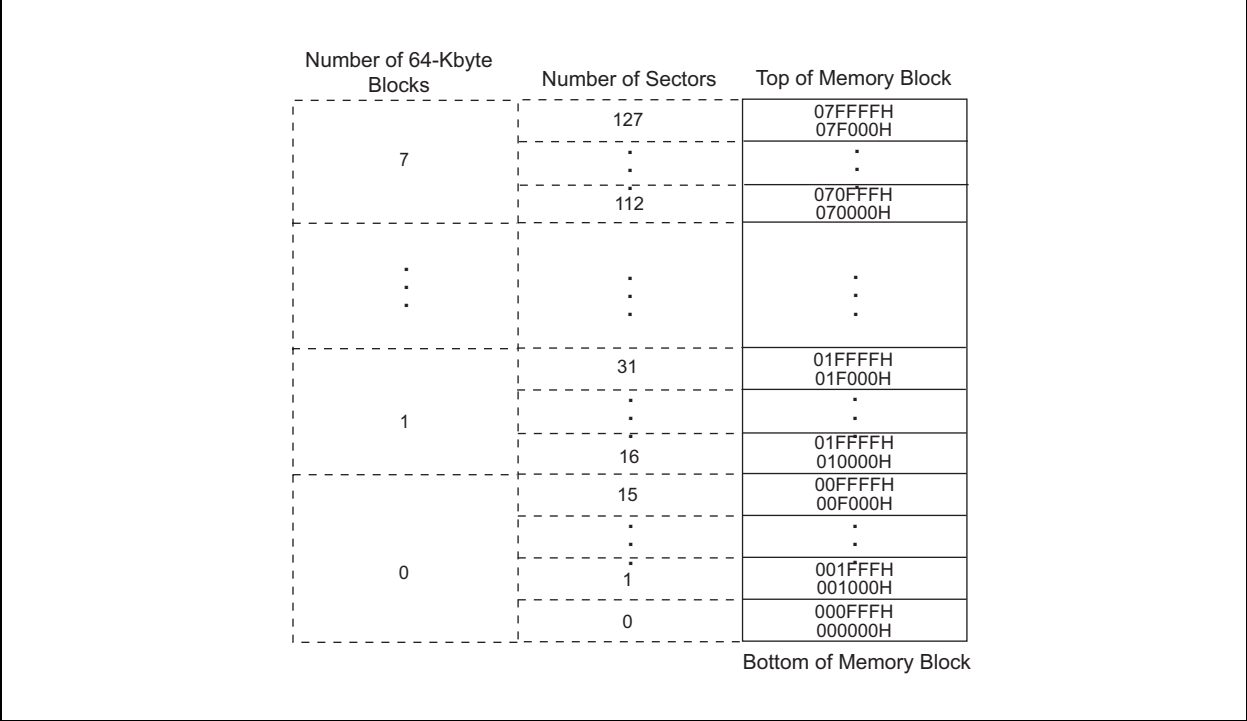 Number of 64-Kbyte
Blocks
Number of Sectors
Top of Memory Block
7
127
07FFFFH
07F000H
112
070FFFH
070000H
1
31
01FFFFH
01F000H
16
01FFFFH
010000H
0
15
00FFFFH
00F000H
1
001FFFH
001000H
0
000FFFH
000000H
Bottom of Memory Block